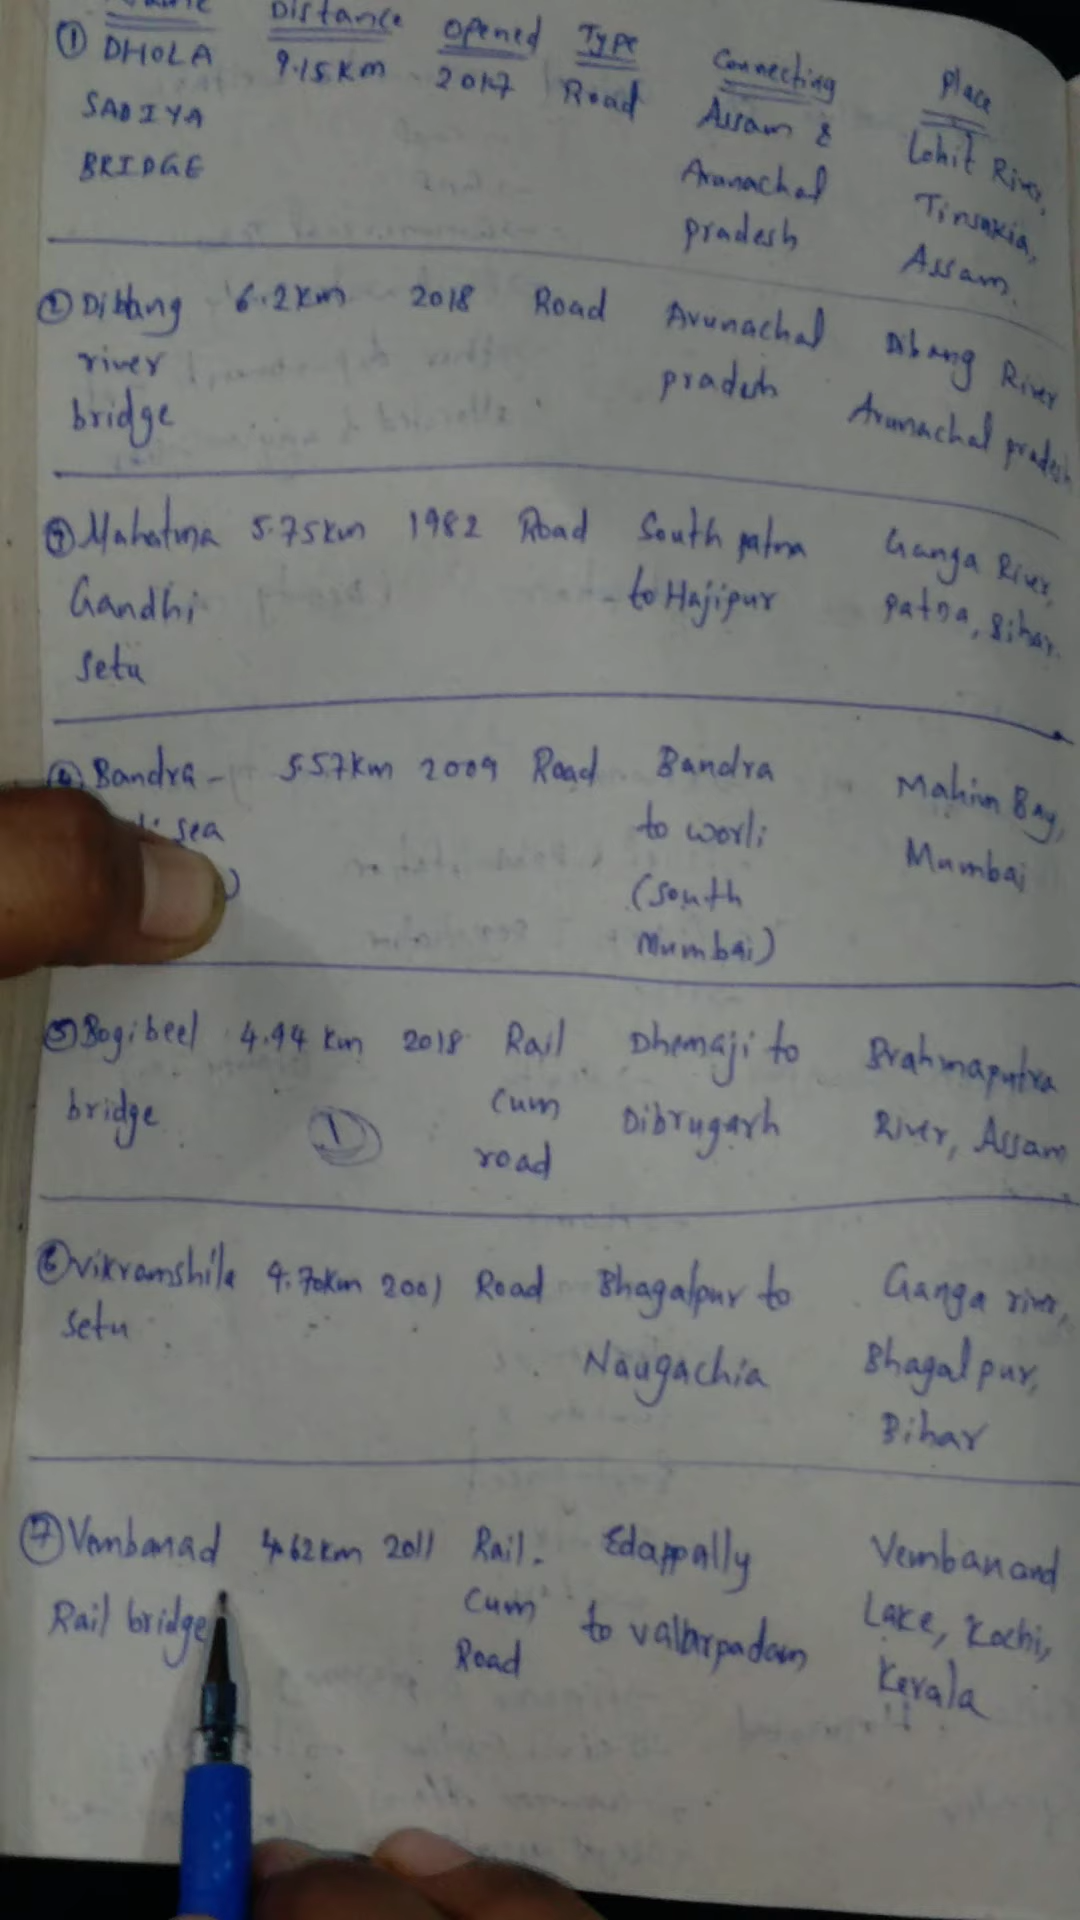 Name Distance Opened Type Connecting Place
① DHOLA 9.15Km 2017 Road Assam & Lohit River,
SADIYA Arunachal Tinsukia,
BRIDGE pradesh Assam.
② Dibang 6.2Km 2018 Road Arunachal Dibang River
river pradesh Arunachal pradesh
bridge
③ Mahatma 5.75Km 1982 Road South patna Ganga River,
Gandhi to Hajipur patna, Bihar.
Setu
④ Bandra - 5.57Km 2009 Road Bandra Mahim Bay,
sea to worli Mumbai
(South
Mumbai)
⑤ Bogibeel 4.94 Km 2018 Rail Dhemaji to Brahmaputra
bridge ① Cum Dibrugarh River, Assam
road
⑥ Vikramshila 4.70Km 2001 Road Bhagalpur to Ganga river,
Setu Naugachia Bhagalpur,
Bihar
⑦ Vembanad 4.62Km 2011 Rail. Edappally Vembanand
Rail bridge Cum to vallarpadam Lake, Kochi,
Road Kerala